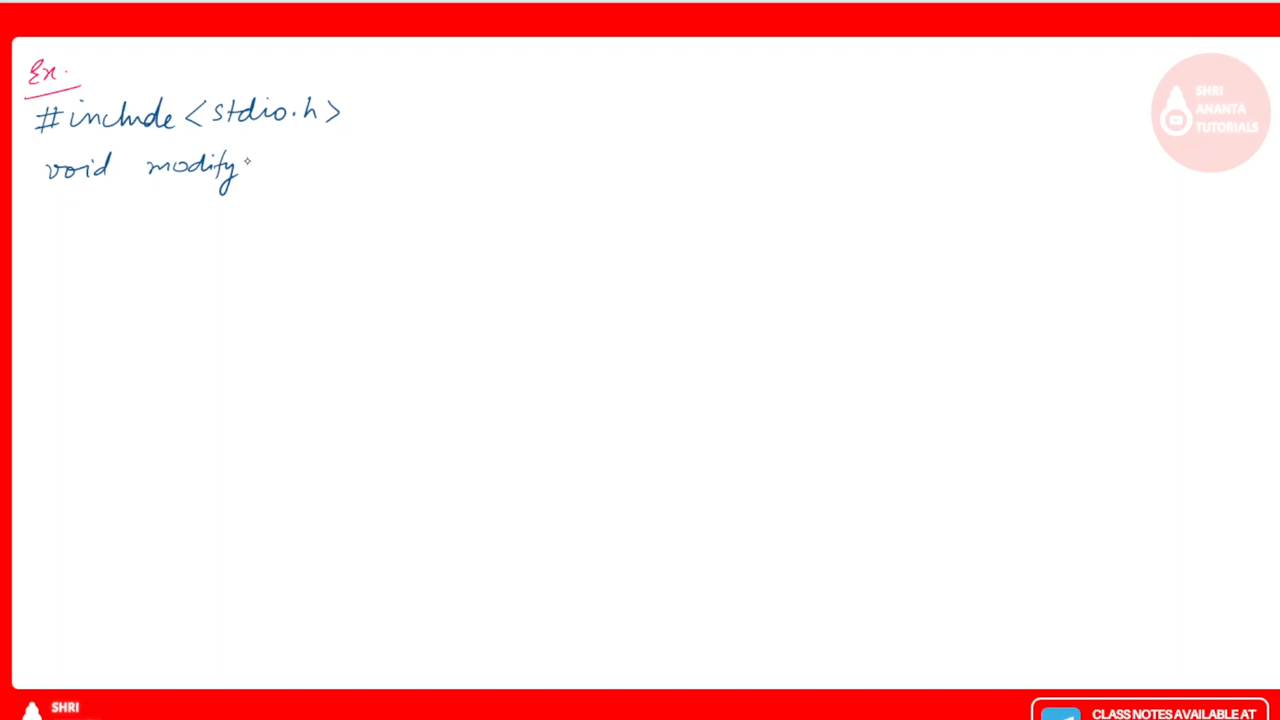 Ex.
#include <stdio.h>
void modify
SHRI
ANANTA
TUTORIALS
SHRI
CLASS NOTES AVAILABLE AT